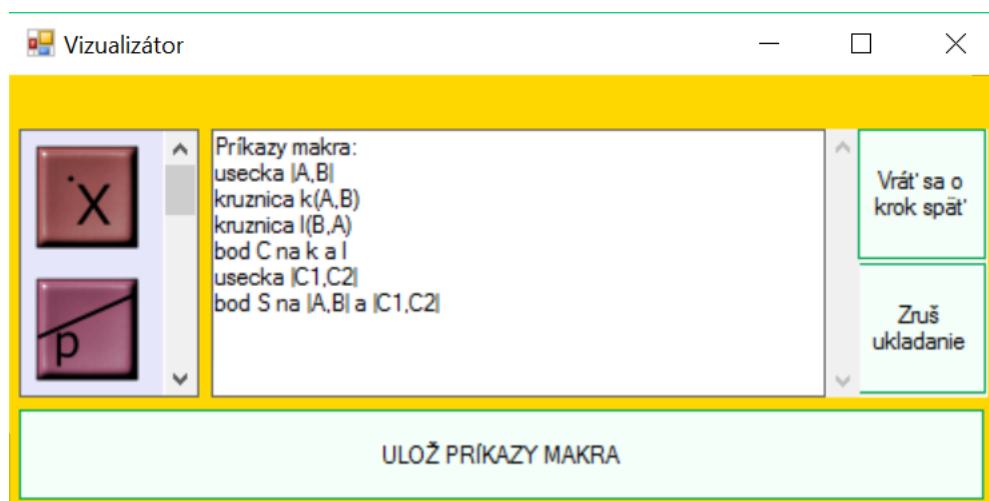 Vizualizátor
X
p
Príkazy makra:
usecka |A,B|
kruznica k(A,B)
kruznica l(B,A)
bod C na k a l
usecka |C1,C2|
bod S na |A,B| a |C1,C2|
Vráť sa o
krok späť
Zruš
ukladanie
ULOŽ PRÍKAZY MAKRA